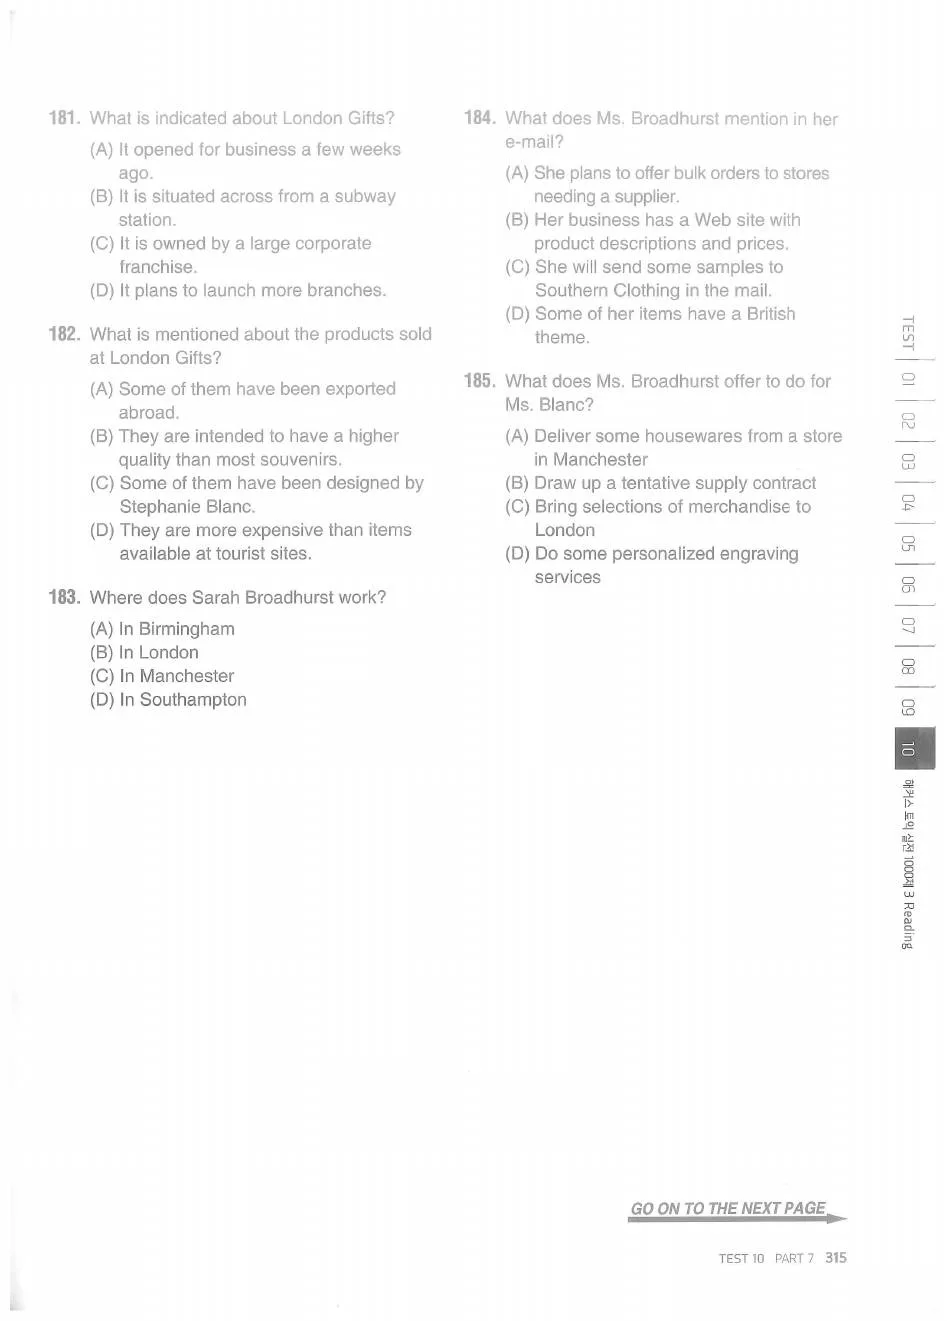 181. What is indicated about London Gifts?
(A) It opened for business a few weeks
ago.
(B) It is situated across from a subway
station.
(C) It is owned by a large corporate
franchise.
(D) It plans to launch more branches.
182. What is mentioned about the products sold
at London Gifts?
(A) Some of them have been exported
abroad.
(B) They are intended to have a higher
quality than most souvenirs.
(C) Some of them have been designed by
Stephanie Blanc.
(D) They are more expensive than items
available at tourist sites.
183. Where does Sarah Broadhurst work?
(A) In Birmingham
(B) In London
(C) In Manchester
(D) In Southampton
184. What does Ms. Broadhurst mention in her
e-mail?
(A) She plans to offer bulk orders to stores
needing a supplier.
(B) Her business has a Web site with
product descriptions and prices.
(C) She will send some samples to
Southern Clothing in the mail.
(D) Some of her items have a British
theme.
185. What does Ms. Broadhurst offer to do for
Ms. Blanc?
(A) Deliver some housewares from a store
in Manchester
(B) Draw up a tentative supply contract
(C) Bring selections of merchandise to
London
(D) Do some personalized engraving
services
TEST
01
02
03
04
05
06
07
08
09
10
해커스 토익 실전 1000제 3 Reading
GO ON TO THE NEXT PAGE
TEST 10 PART 7 315